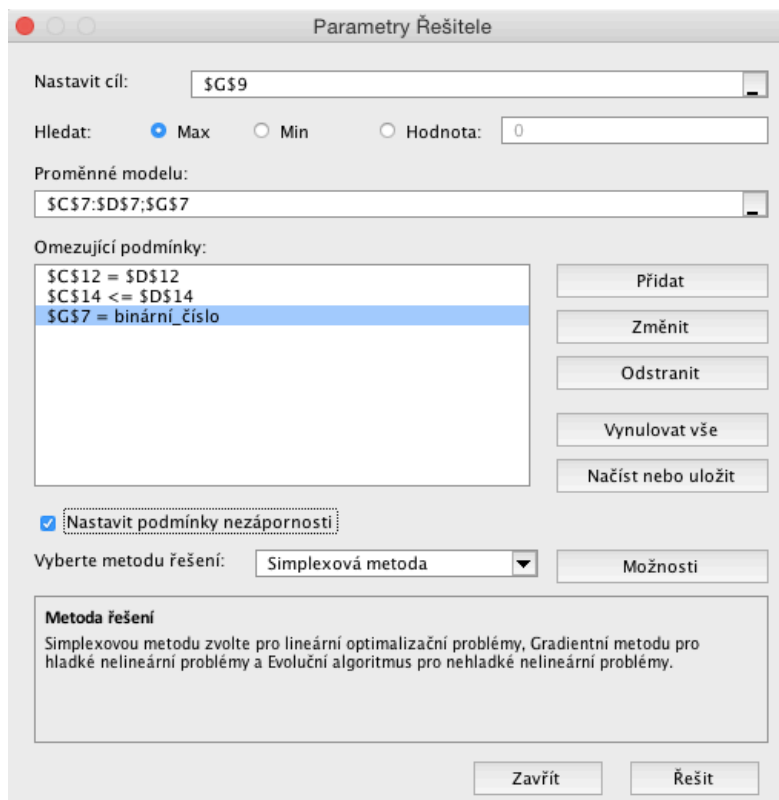 Parametry Řešitele
Nastavit cíl: $G$9
Hledat: Max Min Hodnota: 0
Proměnné modelu:
$C$7:$D$7;$G$7
Omezující podmínky:
$C$12 = $D$12
$C$14 <= $D$14
$G$7 = binární_číslo
Přidat
Změnit
Odstranit
Vynulovat vše
Načíst nebo uložit
Nastavit podmínky nezápornosti
Vyberte metodu řešení: Simplexová metoda Možnosti
Metoda řešení
Simplexovou metodu zvolte pro lineární optimalizační problémy, Gradientní metodu pro
hladké nelineární problémy a Evoluční algoritmus pro nehladké nelineární problémy.
Zavřít Řešit